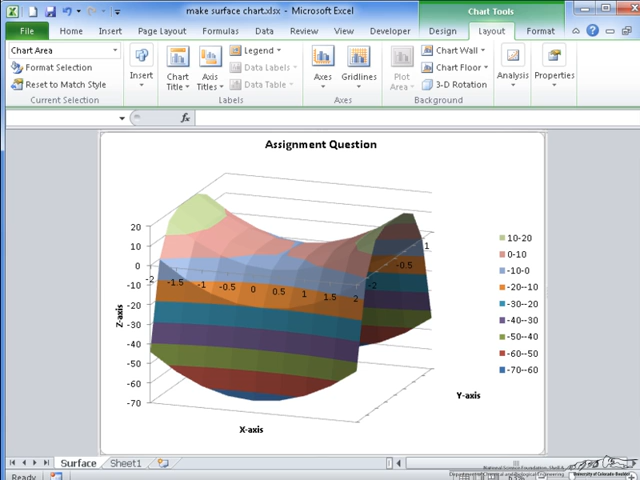 make surface chart.xlsx - Microsoft Excel
Chart Tools
File Home Insert Page Layout Formulas Data Review View Developer Design Layout Format
Chart Area
Format Selection
Reset to Match Style
Current Selection
Insert
Chart Title
Axis Titles
Legend
Data Labels
Data Table
Labels
Axes
Gridlines
Axes
Plot Area
Chart Wall
Chart Floor
3-D Rotation
Background
Analysis
Properties
fx
Assignment Question
20
10
0
-10
-20
-30
-40
-50
-60
-70
Z-axis
-2 -1.5 -1 -0.5 0 0.5 1 1.5 2
X-axis
-2
-0.5
1
Y-axis
10-20
0-10
-10-0
-20--10
-30--20
-40--30
-50--40
-60--50
-70--60
Surface Sheet1
Ready
63%